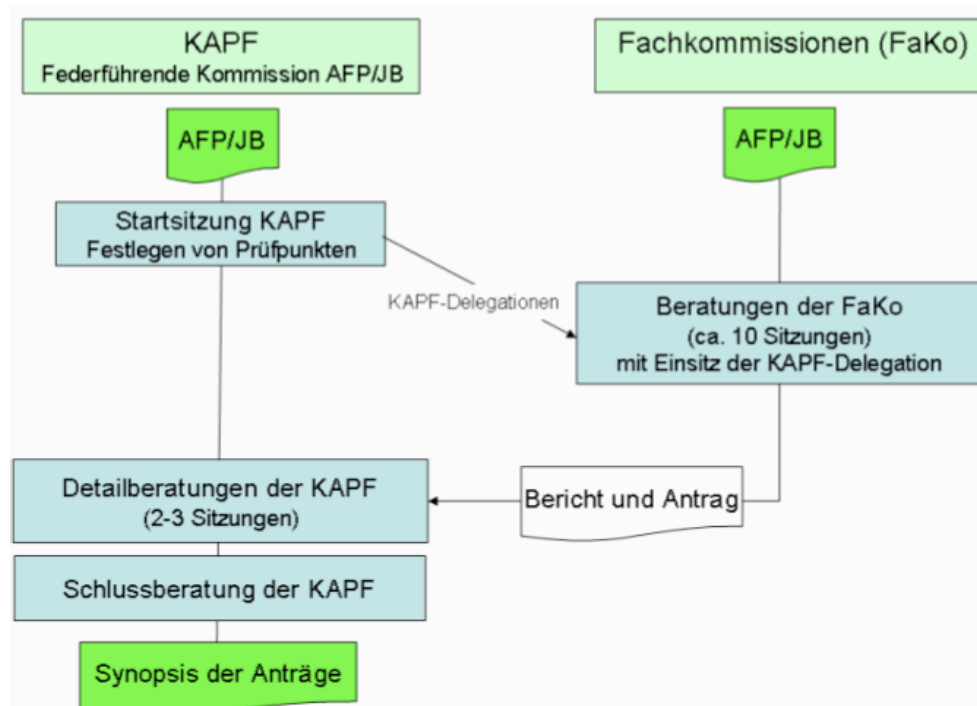 KAPF
Federführende Kommission AFP/JB
Fachkommissionen (FaKo)
AFP/JB
AFP/JB
Startsitzung KAPF
Festlegen von Prüfpunkten
KAPF-Delegationen
Beratungen der FaKo
(ca. 10 Sitzungen)
mit Einsitz der KAPF-Delegation
Detailberatungen der KAPF
(2-3 Sitzungen)
Bericht und Antrag
Schlussberatung der KAPF
Synopsis der Anträge